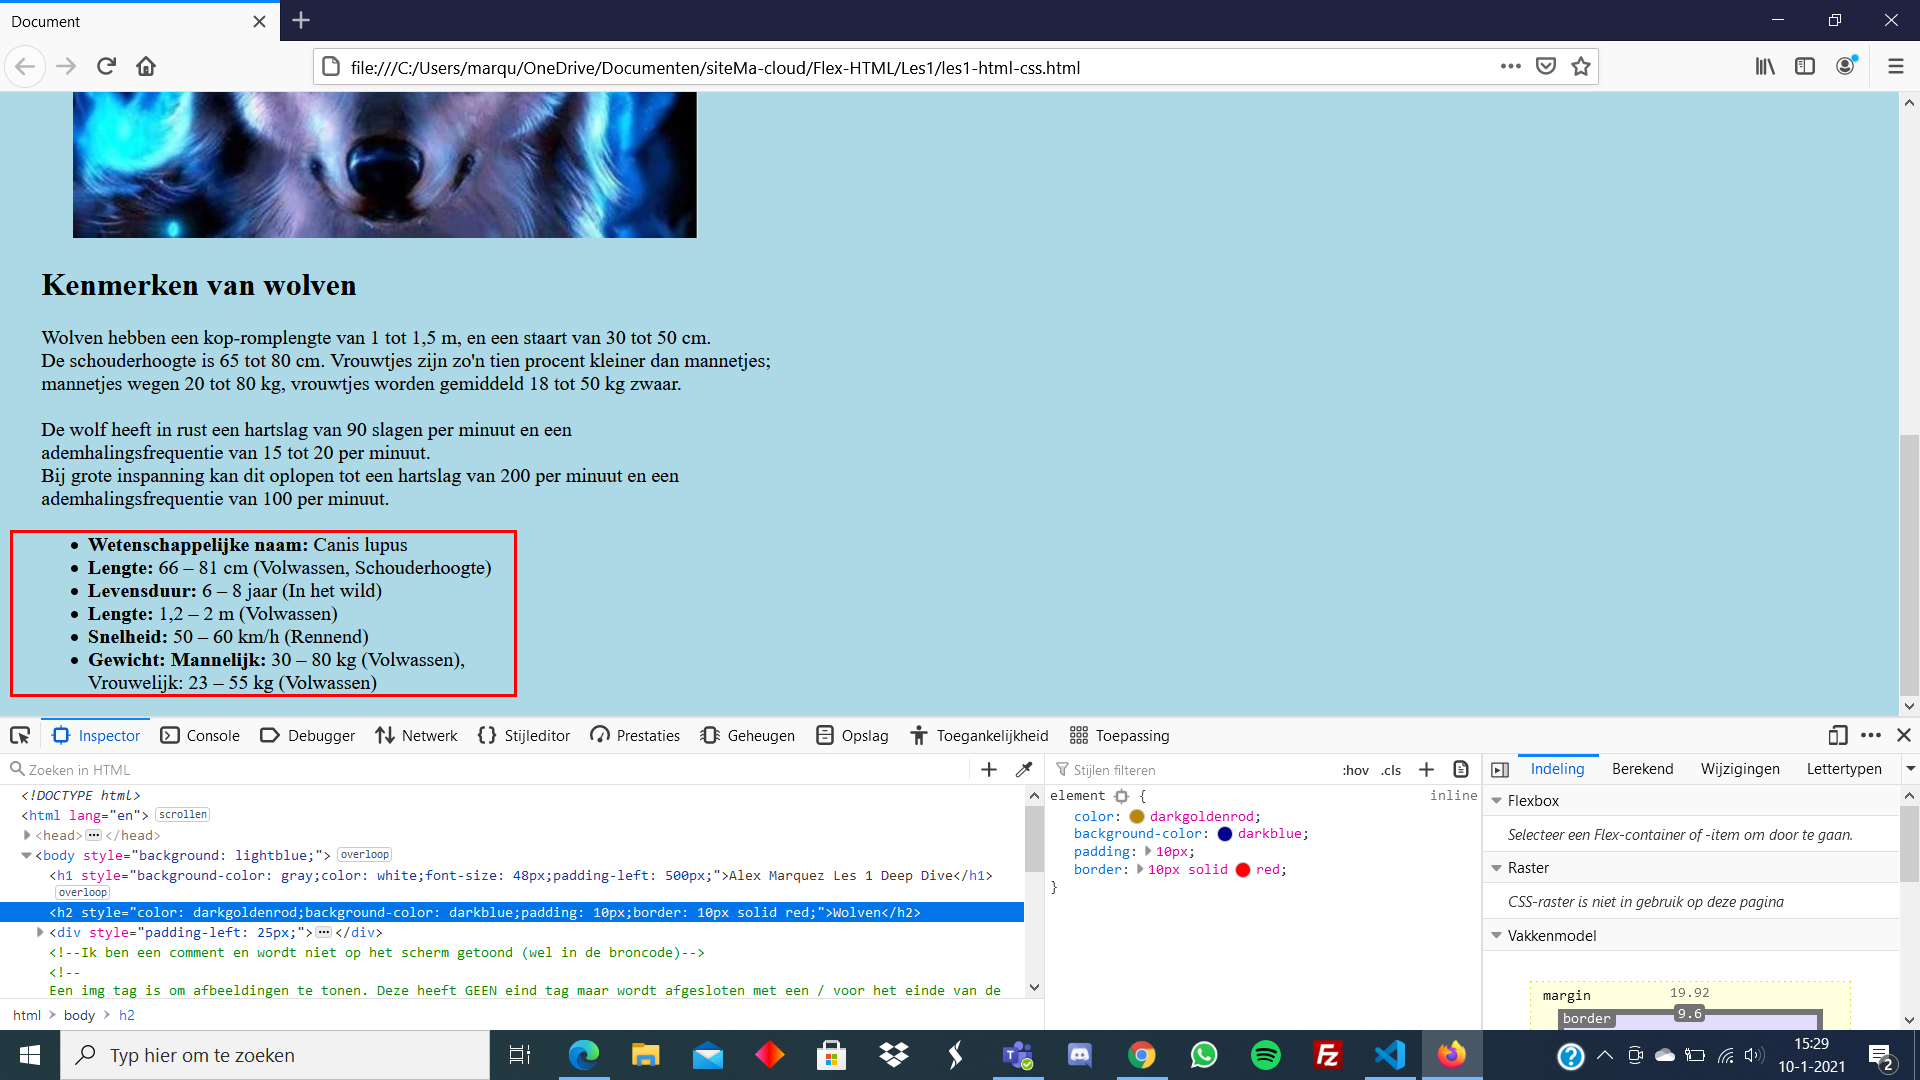 Document
file:///C:/Users/marqu/OneDrive/Documenten/siteMa-cloud/Flex-HTML/Les1/les1-html-css.html
Kenmerken van wolven
Wolven hebben een kop-romplengte van 1 tot 1,5 m, en een staart van 30 tot 50 cm.
De schouderhoogte is 65 tot 80 cm. Vrouwtjes zijn zo'n tien procent kleiner dan mannetjes;
mannetjes wegen 20 tot 80 kg, vrouwtjes worden gemiddeld 18 tot 50 kg zwaar.
De wolf heeft in rust een hartslag van 90 slagen per minuut en een
ademhalingsfrequentie van 15 tot 20 per minuut.
Bij grote inspanning kan dit oplopen tot een hartslag van 200 per minuut en een
ademhalingsfrequentie van 100 per minuut.
• Wetenschappelijke naam: Canis lupus
• Lengte: 66 – 81 cm (Volwassen, Schouderhoogte)
• Levensduur: 6 – 8 jaar (In het wild)
• Lengte: 1,2 – 2 m (Volwassen)
• Snelheid: 50 – 60 km/h (Rennend)
• Gewicht: Mannelijk: 30 – 80 kg (Volwassen),
Vrouwelijk: 23 – 55 kg (Volwassen)
Inspector Console Debugger Netwerk Stijleditor Prestaties Geheugen Opslag Toegankelijkheid Toepassing
Zoeken in HTML
<!DOCTYPE html>
<html lang="en"> scrollen
<head>⋯</head>
<body style="background: lightblue;"> overloop
<h1 style="background-color: gray;color: white;font-size: 48px;padding-left: 500px;">Alex Marquez Les 1 Deep Dive</h1>
overloop
<h2 style="color: darkgoldenrod;background-color: darkblue;padding: 10px;border: 10px solid red;">Wolven</h2>
<div style="padding-left: 25px;">⋯</div>
<!--Ik ben een comment en wordt niet op het scherm getoond (wel in de broncode)-->
<!--
Een img tag is om afbeeldingen te tonen. Deze heeft GEEN eind tag maar wordt afgesloten met een / voor het einde van de
html > body > h2
Stijlen filteren :hov .cls
element { inline
color: darkgoldenrod;
background-color: darkblue;
padding: 10px;
border: 10px solid red;
}
Indeling Berekend Wijzigingen Lettertypen
Flexbox
Selecteer een Flex-container of -item om door te gaan.
Raster
CSS-raster is niet in gebruik op deze pagina
Vakkenmodel
margin 19.92
border 9.6
Typ hier om te zoeken
15:29
10-1-2021
2